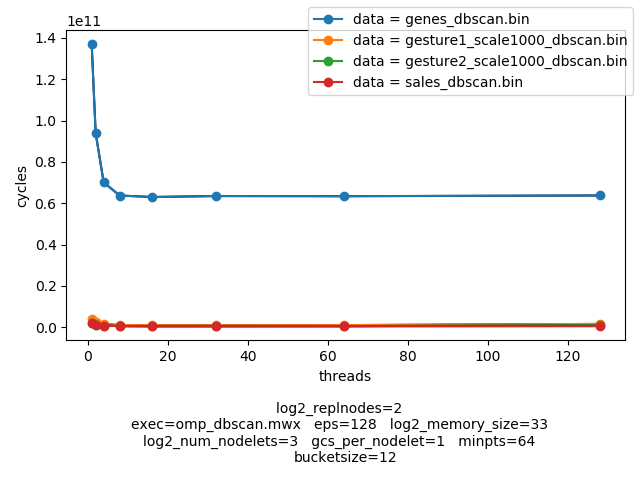 1e11
data = genes_dbscan.bin
data = gesture1_scale1000_dbscan.bin
data = gesture2_scale1000_dbscan.bin
data = sales_dbscan.bin
1.4
1.2
1.0
0.8
0.6
0.4
0.2
0.0
cycles
0 20 40 60 80 100 120
threads
log2_replnodes=2
exec=omp_dbscan.mwx eps=128 log2_memory_size=33
log2_num_nodelets=3 gcs_per_nodelet=1 minpts=64
bucketsize=12